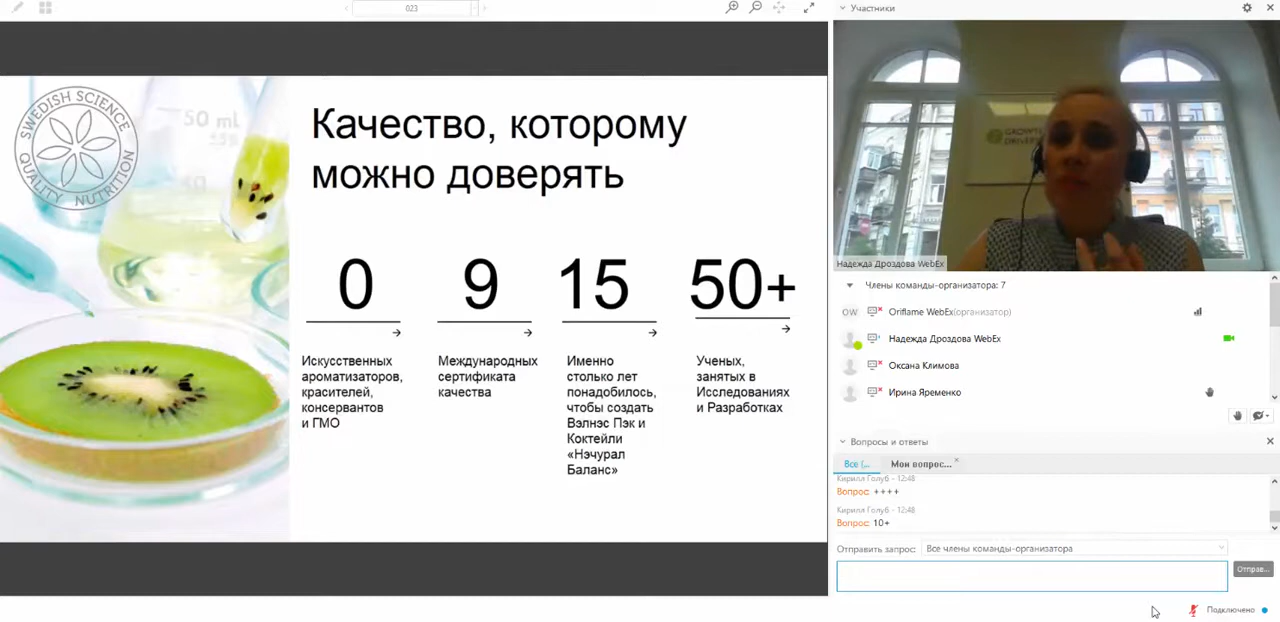 023
SWEDISH SCIENCE
QUALITY NUTRITION
50 ml
Качество, которому
можно доверять
0
9
15
50+
Искусственных
ароматизаторов,
красителей,
консервантов
и ГМО
Международных
сертификата
качества
Именно
столько лет
понадобилось,
чтобы создать
Вэлнэс Пэк и
Коктейли
«Нэчурал
Баланс»
Ученых,
занятых в
Исследованиях
и Разработках
Участники
Надежда Дроздова WebEx
Члены команды-организатора: 7
OW
Oriflame WebEx(организатор)
Надежда Дроздова WebEx
Оксана Климова
Ирина Яременко
Вопросы и ответы
Все (...
Мои вопрос...
Кирилл Голуб - 12:48
Вопрос: ++++
Кирилл Голуб - 12:48
Вопрос: 10+
Отправить запрос:
Все члены команды-организатора
Отправ...
Подключено